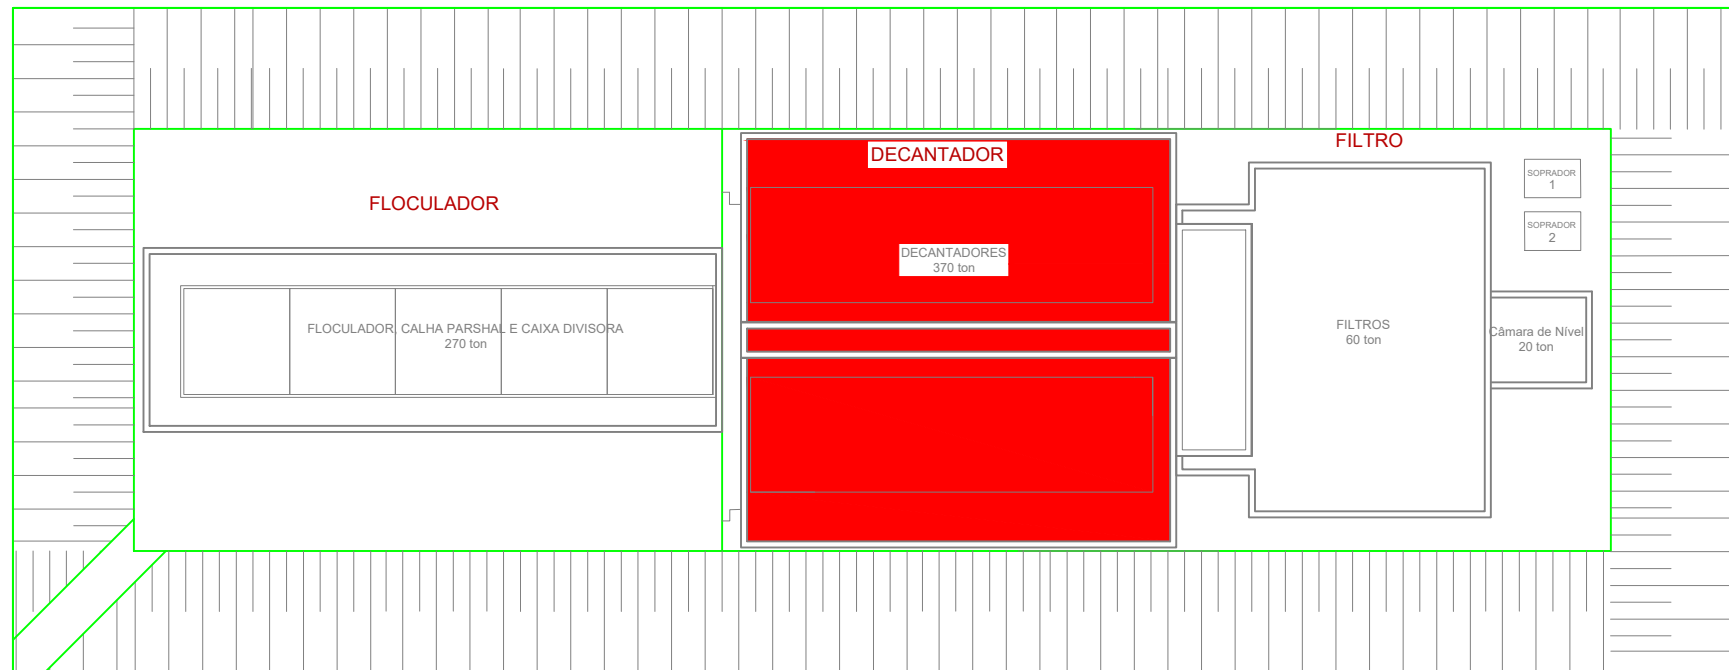 FLOCULADOR
FLOCULADOR, CALHA PARSHAL E CAIXA DIVISORA
270 ton
DECANTADOR
DECANTADORES
370 ton
FILTRO
FILTROS
60 ton
SOPRADOR
1
SOPRADOR
2
Câmara de Nível
20 ton